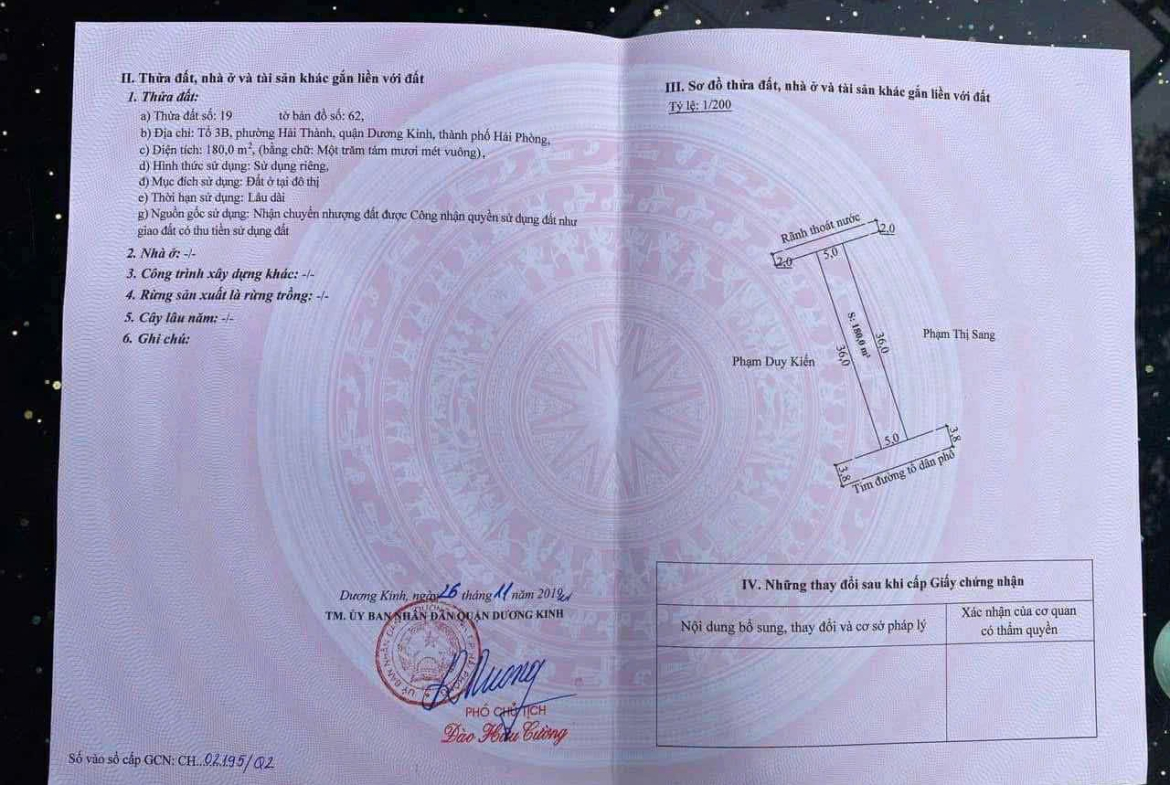 II. Thửa đất, nhà ở và tài sản khác gắn liền với đất
1. Thửa đất:
a) Thửa đất số: 19 tờ bản đồ số: 62,
b) Địa chỉ: Tổ 3B, phường Hải Thành, quận Dương Kinh, thành phố Hải Phòng,
c) Diện tích: 180,0 m², (bằng chữ: Một trăm tám mươi mét vuông),
d) Hình thức sử dụng: Sử dụng riêng,
đ) Mục đích sử dụng: Đất ở tại đô thị
e) Thời hạn sử dụng: Lâu dài
g) Nguồn gốc sử dụng: Nhận chuyển nhượng đất được Công nhận quyền sử dụng đất như
giao đất có thu tiền sử dụng đất
2. Nhà ở: -/-
3. Công trình xây dựng khác: -/-
4. Rừng sản xuất là rừng trồng: -/-
5. Cây lâu năm: -/-
6. Ghi chú:
Dương Kinh, ngày 26 tháng 11 năm 2019
TM. ỦY BAN NHÂN DÂN QUẬN DƯƠNG KINH
PHÓ CHỦ TỊCH
Đào Hữu Cường
Số vào sổ cấp GCN: CH..02195/Q2
III. Sơ đồ thửa đất, nhà ở và tài sản khác gắn liền với đất
Tỷ lệ: 1/200
Rãnh thoát nước
2,0
2,0
5,0
S: 180,0 m²
36,0
36,0
Phạm Thị Sang
Phạm Duy Kiển
5,0
3,8
3,8
Tim đường tổ dân phố
IV. Những thay đổi sau khi cấp Giấy chứng nhận
Nội dung bổ sung, thay đổi và cơ sở pháp lý
Xác nhận của cơ quan
có thẩm quyền